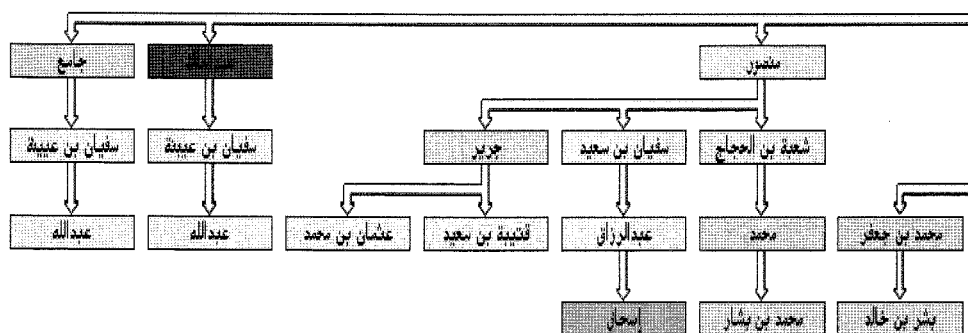 منصور
جامع
شعبة بن الحجاج
سفيان بن سعيد
جرير
سفيان بن عيينة
سفيان بن عيينة
محمد بن جعفر
محمد
عبدالرزاق
قتيبة بن سعيد
عثمان بن محمد
عبدالله
عبدالله
بشر بن خالد
محمد بن بشار
إسحاق